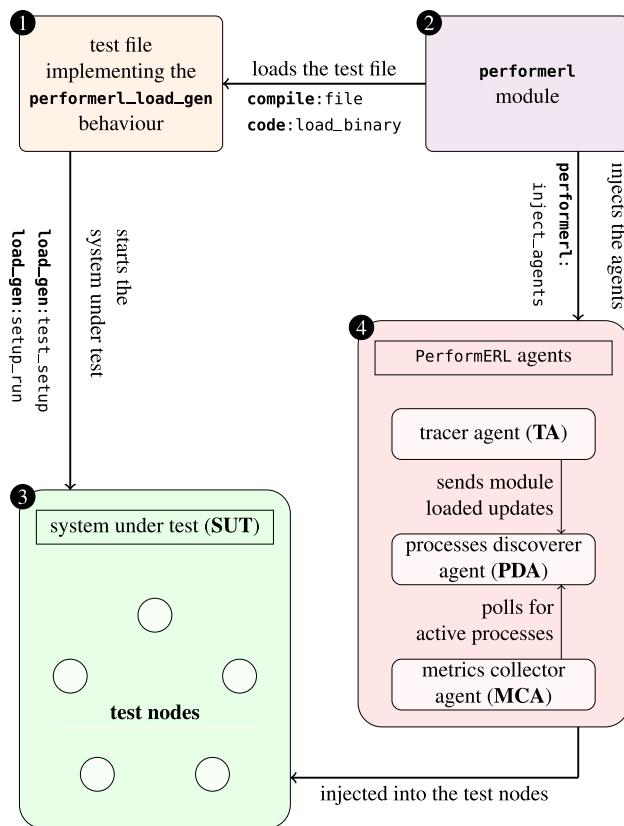 1
test file
implementing the
performerl_load_gen
behaviour
loads the test file
compile:file
code:load_binary
2
performerl
module
load_gen:setup_run
load_gen:test_setup
system under test
starts the
performerl:
inject_agents
injects the agents
4
PerformERL agents
tracer agent (TA)
sends module
loaded updates
processes discoverer
agent (PDA)
polls for
active processes
metrics collector
agent (MCA)
3
system under test (SUT)
test nodes
injected into the test nodes